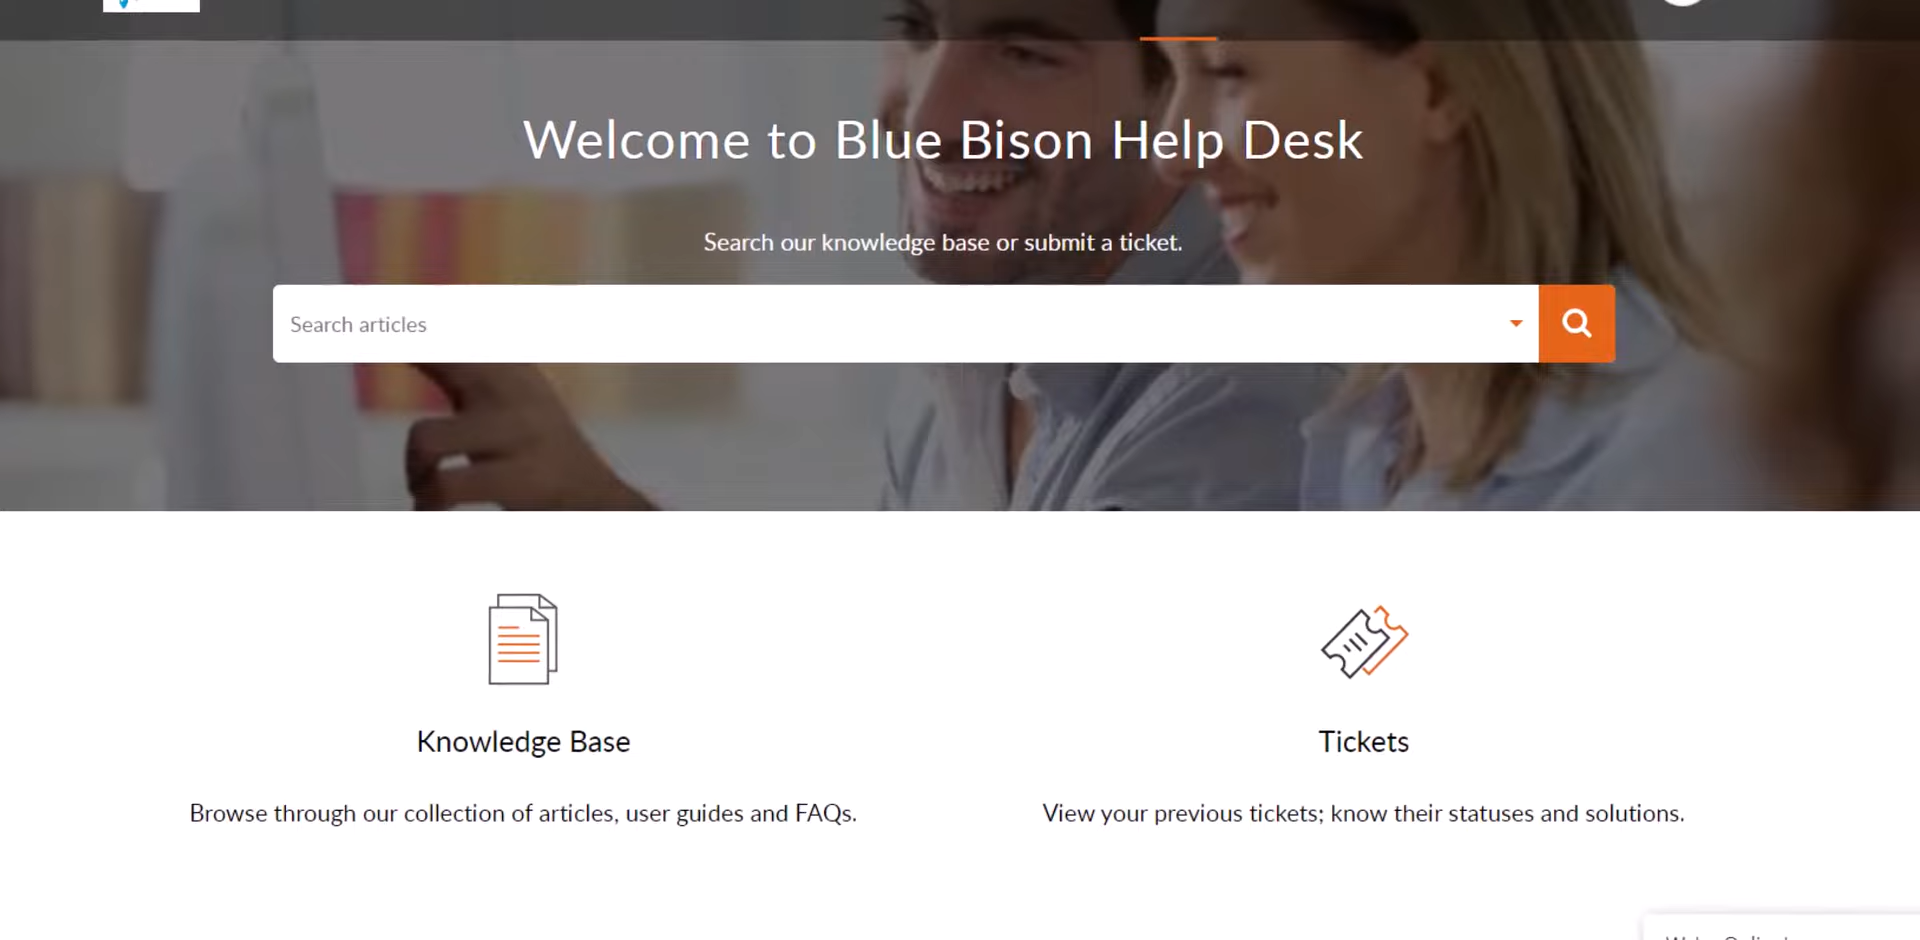 Welcome to Blue Bison Help Desk
Search our knowledge base or submit a ticket.
Search articles
Knowledge Base
Tickets
Browse through our collection of articles, user guides and FAQs.
View your previous tickets; know their statuses and solutions.